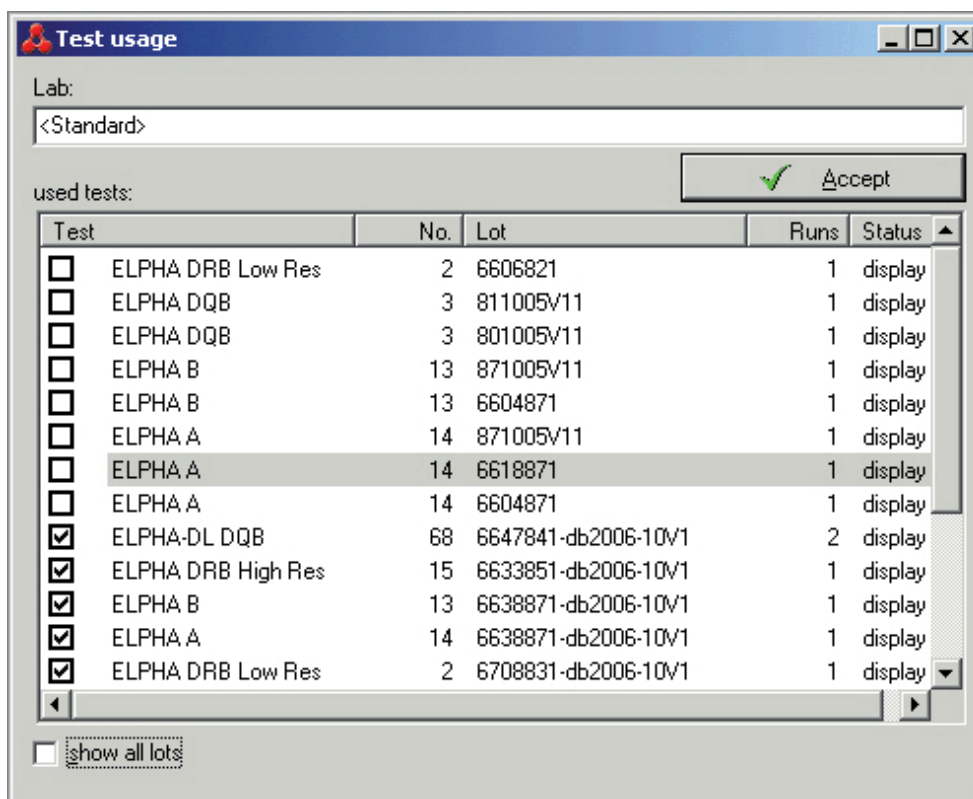 Test usage
Lab:
<Standard>
Accept
used tests:
Test No. Lot Runs Status
ELPHA DRB Low Res 2 6606821 1 display
ELPHA DQB 3 811005V11 1 display
ELPHA DQB 3 801005V11 1 display
ELPHA B 13 871005V11 1 display
ELPHA B 13 6604871 1 display
ELPHA A 14 871005V11 1 display
ELPHA A 14 6618871 1 display
ELPHA A 14 6604871 1 display
ELPHA-DL DQB 68 6647841-db2006-10V1 2 display
ELPHA DRB High Res 15 6633851-db2006-10V1 1 display
ELPHA B 13 6638871-db2006-10V1 1 display
ELPHA A 14 6638871-db2006-10V1 1 display
ELPHA DRB Low Res 2 6708831-db2006-10V1 1 display
show all lots